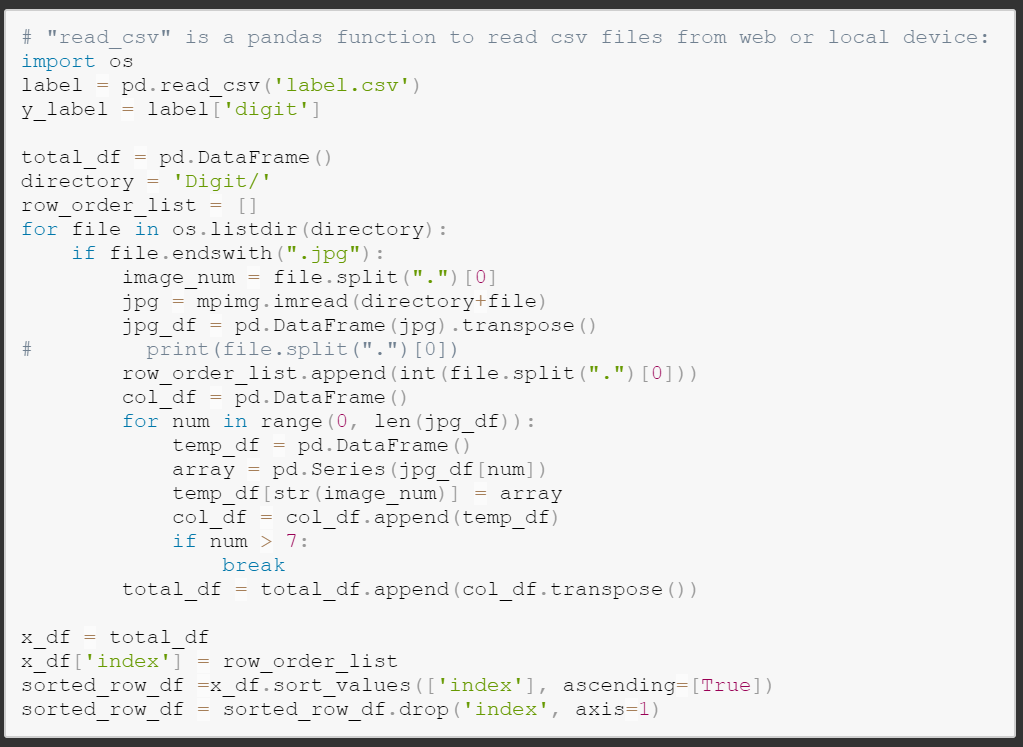 # "read_csv" is a pandas function to read csv files from web or local device:
import os
label = pd.read_csv('label.csv')
y_label = label['digit']

total_df = pd.DataFrame()
directory = 'Digit/'
row_order_list = []
for file in os.listdir(directory):
    if file.endswith(".jpg"):
        image_num = file.split(".")[0]
        jpg = mpimg.imread(directory+file)
        jpg_df = pd.DataFrame(jpg).transpose()
#         print(file.split(".")[0])
        row_order_list.append(int(file.split(".")[0]))
        col_df = pd.DataFrame()
        for num in range(0, len(jpg_df)):
            temp_df = pd.DataFrame()
            array = pd.Series(jpg_df[num])
            temp_df[str(image_num)] = array
            col_df = col_df.append(temp_df)
            if num > 7:
                break
        total_df = total_df.append(col_df.transpose())

x_df = total_df
x_df['index'] = row_order_list
sorted_row_df =x_df.sort_values(['index'], ascending=[True])
sorted_row_df = sorted_row_df.drop('index', axis=1)